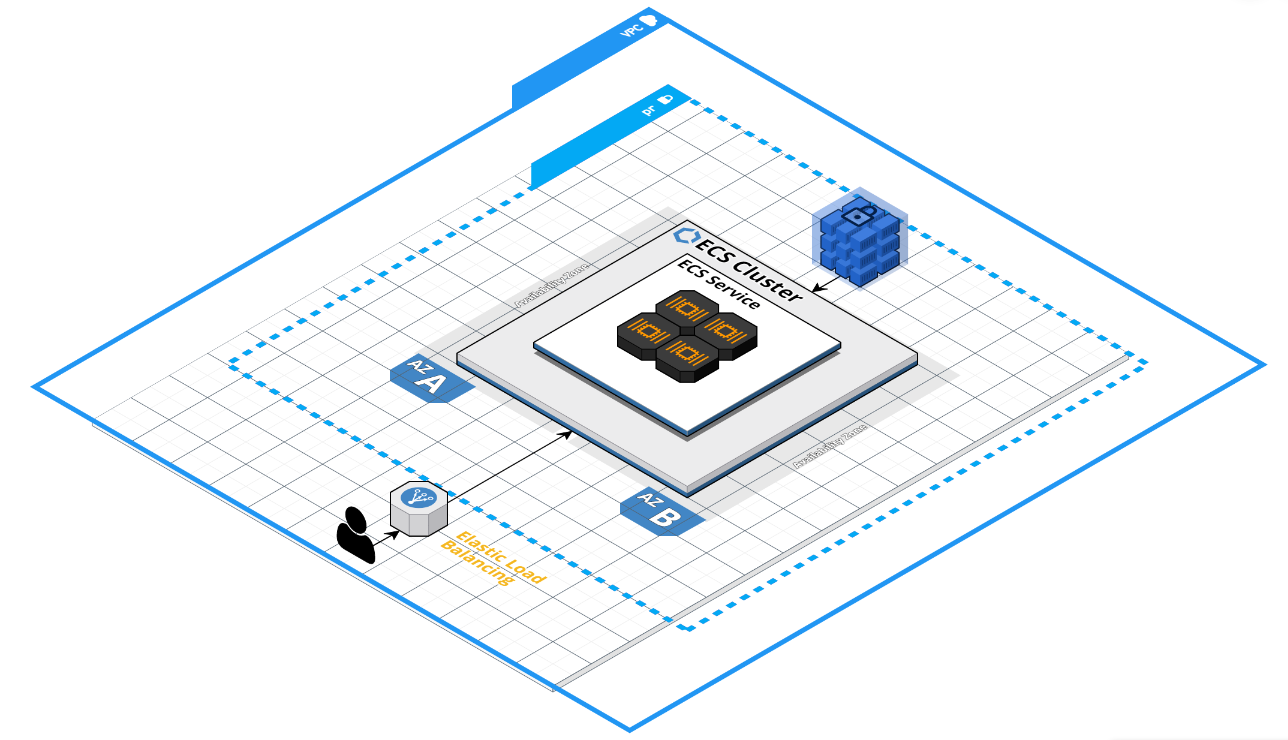 VPC
pr
ECS Cluster
ECS Service
Availability Zone
AZ
A
Availability Zone
AZ
B
Elastic Load
Balancing